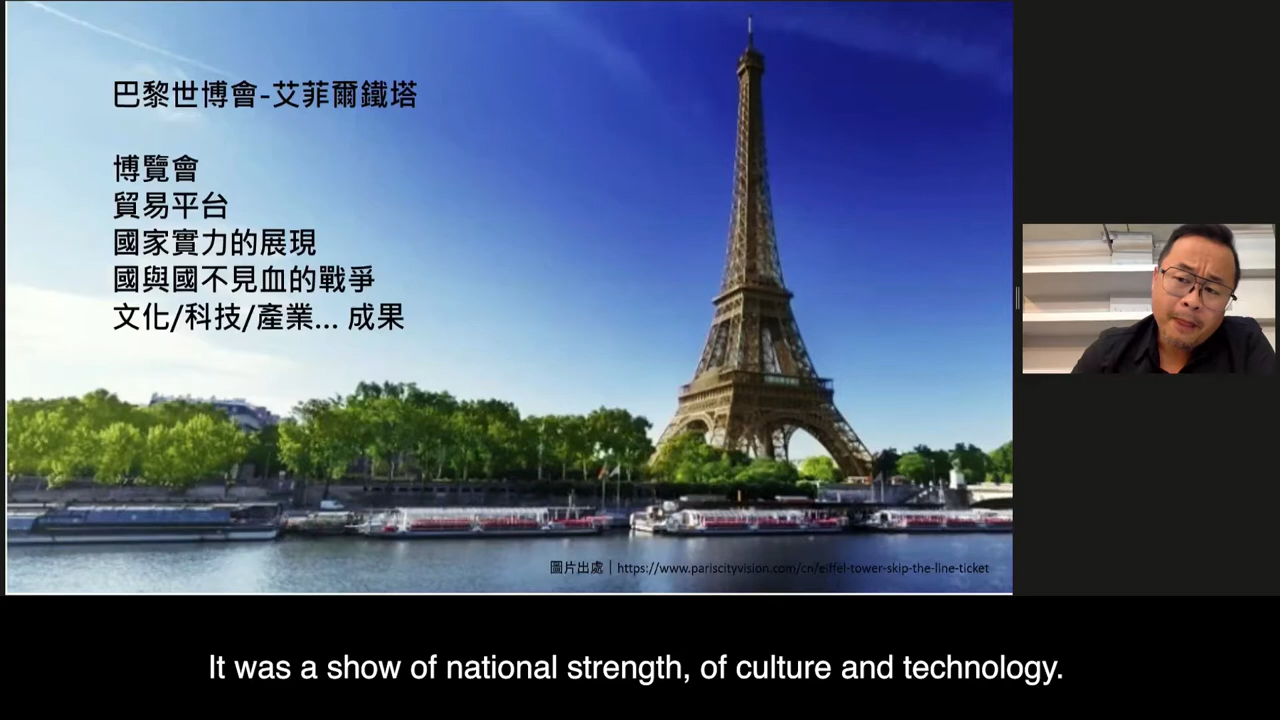 巴黎世博會-艾菲爾鐵塔
博覽會
貿易平台
國家實力的展現
國與國不見血的戰爭
文化/科技/產業... 成果
圖片出處｜https://www.pariscityvision.com/cn/eiffel-tower-skip-the-line-ticket
It was a show of national strength, of culture and technology.